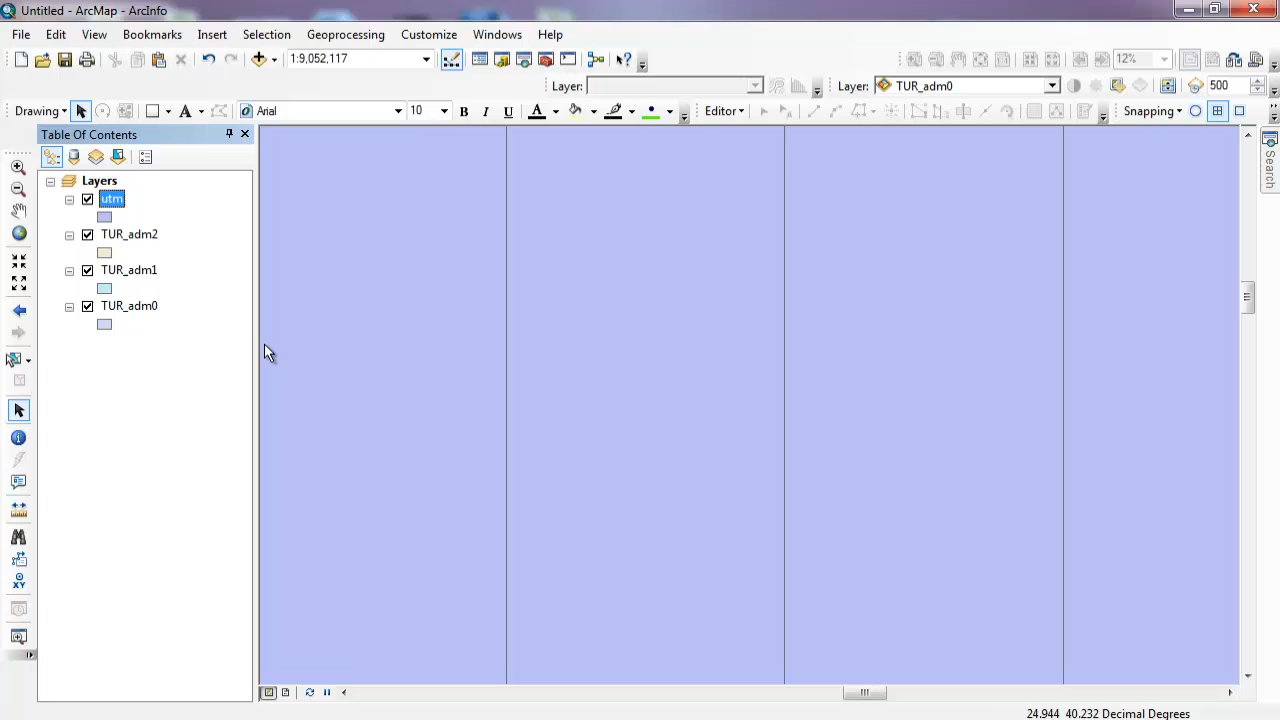 Untitled - ArcMap - ArcInfo
File Edit View Bookmarks Insert Selection Geoprocessing Customize Windows Help
1:9,052,117 12%
Layer: Layer: TUR_adm0 500
Drawing Arial 10 B I U A Editor Snapping
Table Of Contents
Layers
utm
TUR_adm2
TUR_adm1
TUR_adm0
XY
Search
24.944 40.232 Decimal Degrees